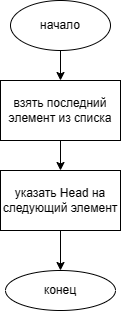 начало
взять последний
элемент из списка
указать Head на
следующий элемент
конец